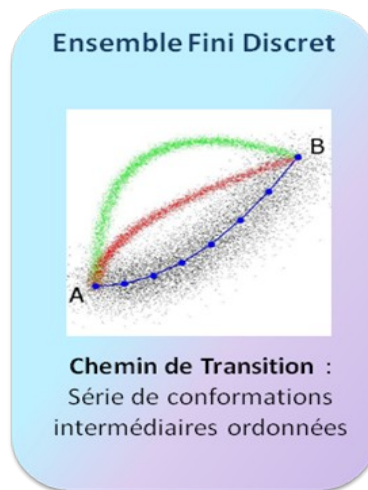 Ensemble Fini Discret
B
A
Chemin de Transition :
Série de conformations
intermédiaires ordonnées